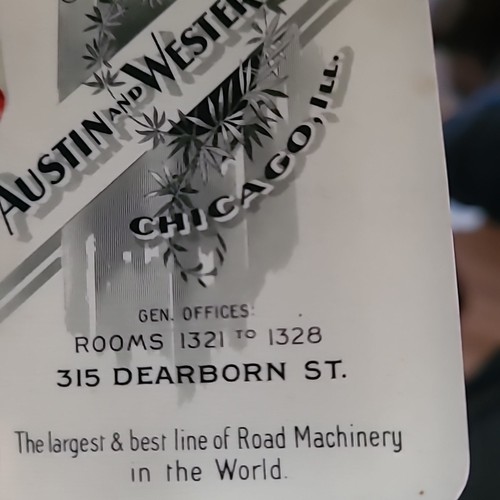 AUSTIN AND WESTER
CHICAGO, ILL.
GEN. OFFICES:
ROOMS 1321 TO 1328
315 DEARBORN ST.
The largest & best line of Road Machinery
in the World.